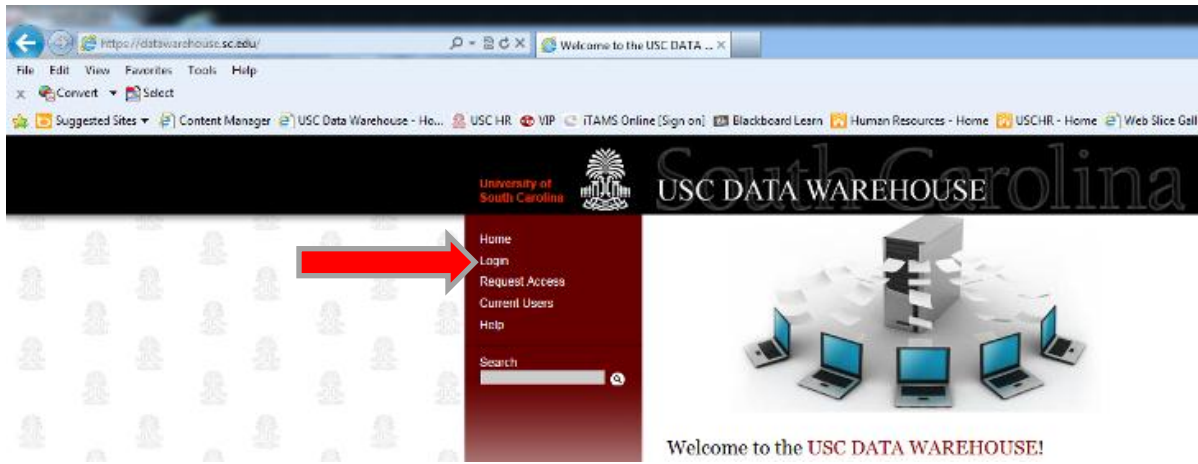 https://datawarehouse.sc.edu/
Welcome to the USC DATA ...
File Edit View Favorites Tools Help
x Convert Select
Suggested Sites Content Manager USC Data Warehouse - Ho... USC HR VIP iTAMS Online [Sign on] Blackboard Learn Human Resources - Home USCHR - Home Web Slice Gall
University of
South Carolina
South Carolina
USC DATA WAREHOUSE
Home
Login
Request Access
Current Users
Help
Search
Welcome to the USC DATA WAREHOUSE!